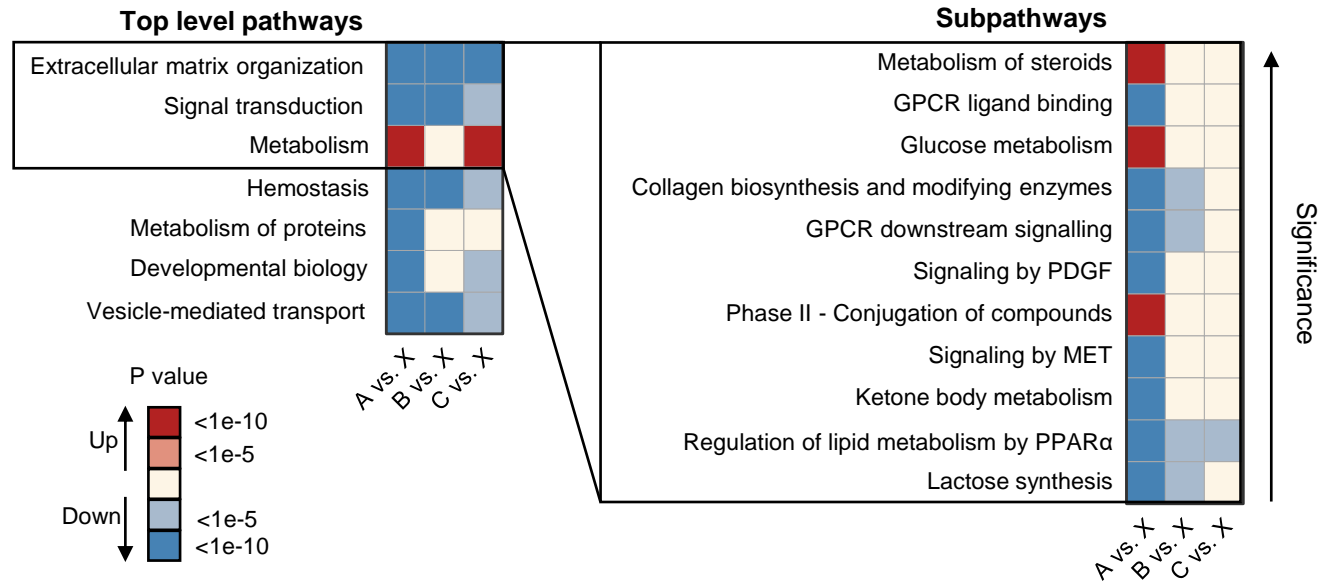 Top level pathways
Extracellular matrix organization
Signal transduction
Metabolism
Hemostasis
Metabolism of proteins
Developmental biology
Vesicle-mediated transport
A vs. X
B vs. X
C vs. X
P value
Up
<1e-10
<1e-5
Down
<1e-5
<1e-10
Subpathways
Metabolism of steroids
GPCR ligand binding
Glucose metabolism
Collagen biosynthesis and modifying enzymes
GPCR downstream signalling
Signaling by PDGF
Phase II - Conjugation of compounds
Signaling by MET
Ketone body metabolism
Regulation of lipid metabolism by PPARα
Lactose synthesis
A vs. X
B vs. X
C vs. X
Significance